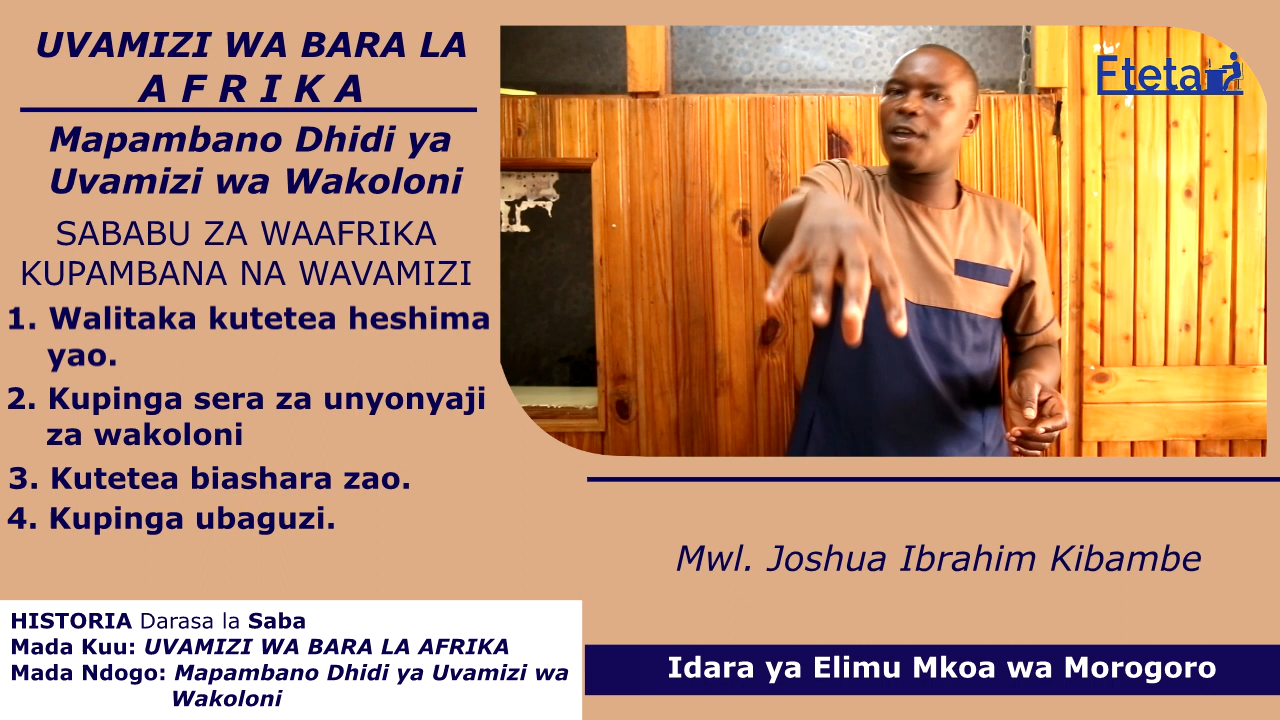 UVAMIZI WA BARA LA
AFRIKA
Mapambano Dhidi ya
Uvamizi wa Wakoloni
SABABU ZA WAAFRIKA
KUPAMBANA NA WAVAMIZI
1. Walitaka kutetea heshima
yao.
2. Kupinga sera za unyonyaji
za wakoloni
3. Kutetea biashara zao.
4. Kupinga ubaguzi.
HISTORIA Darasa la Saba
Mada Kuu: UVAMIZI WA BARA LA AFRIKA
Mada Ndogo: Mapambano Dhidi ya Uvamizi wa
Wakoloni
Eteta
Mwl. Joshua Ibrahim Kibambe
Idara ya Elimu Mkoa wa Morogoro